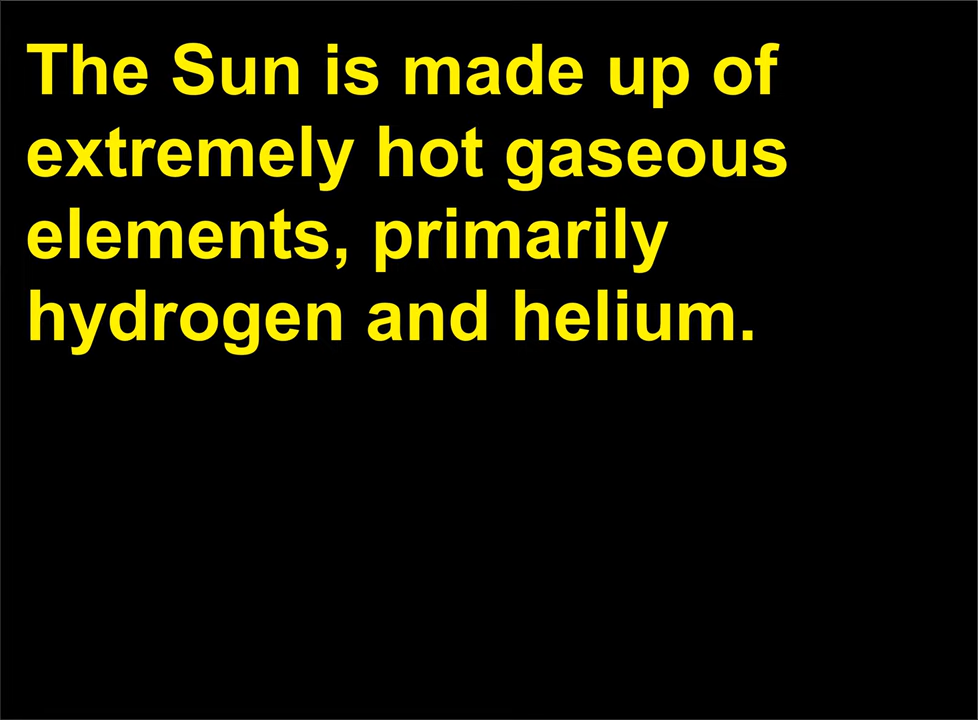 The Sun is made up of
extremely hot gaseous
elements, primarily
hydrogen and helium.